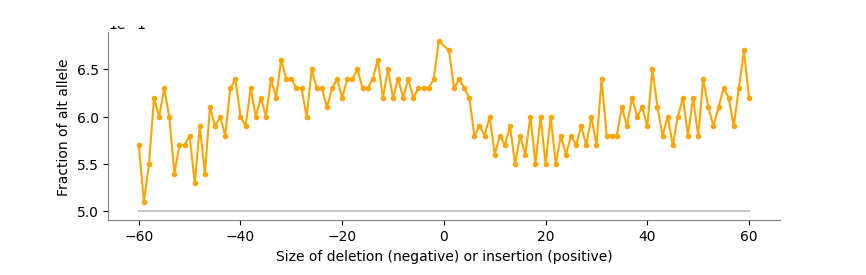 6.5
6.0
5.5
5.0
Fraction of alt allele
−60 −40 −20 0 20 40 60
Size of deletion (negative) or insertion (positive)